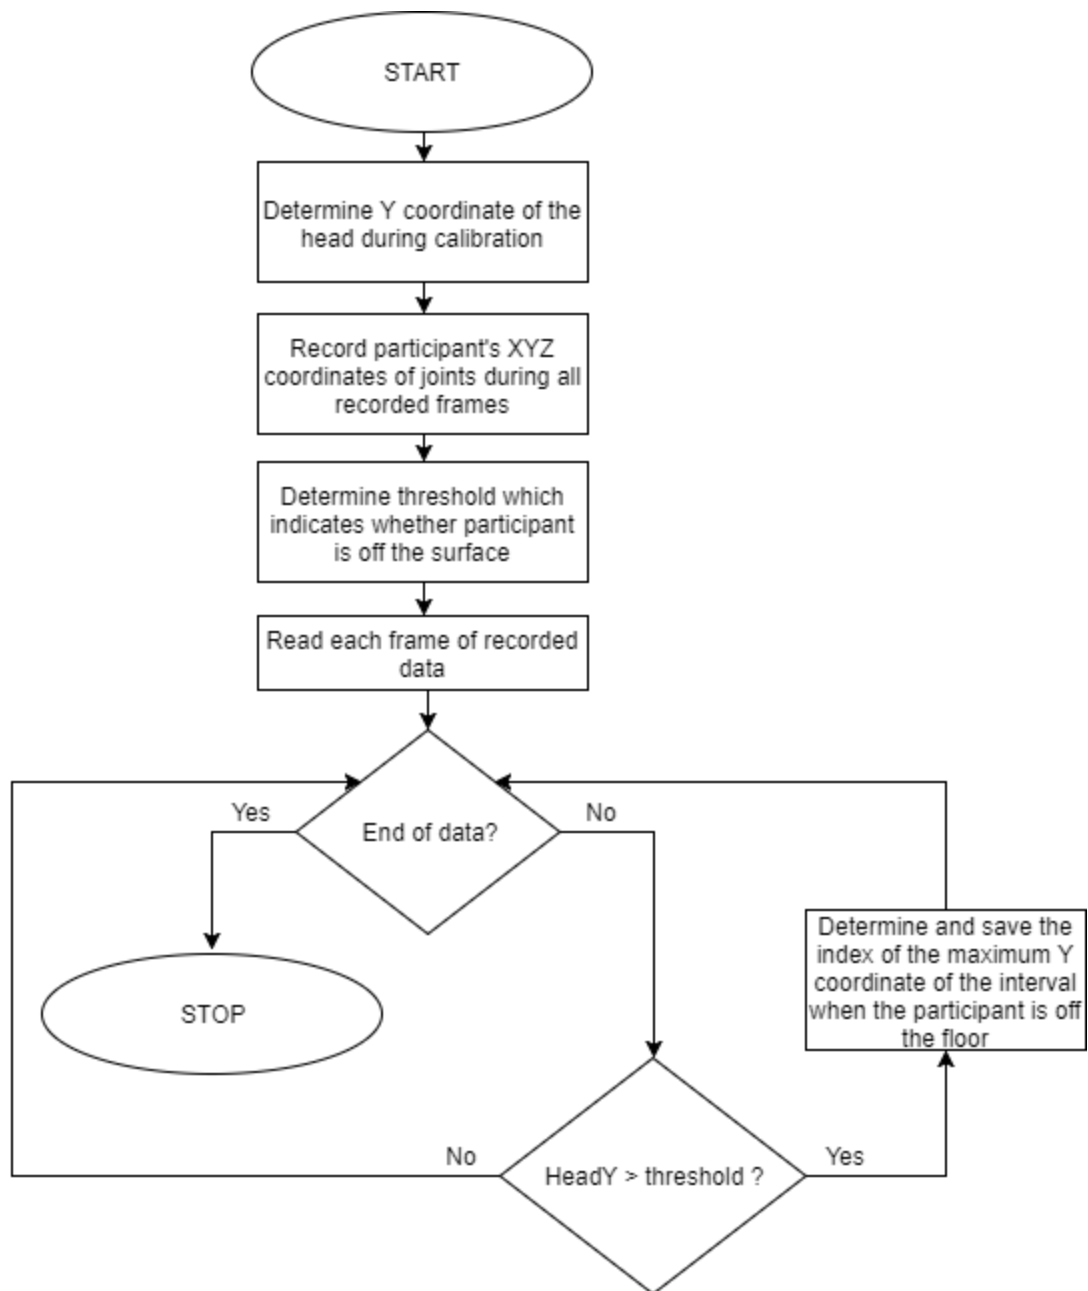 START
Determine Y coordinate of the
head during calibration
Record participant's XYZ
coordinates of joints during all
recorded frames
Determine threshold which
indicates whether participant
is off the surface
Read each frame of recorded
data
Yes
No
End of data?
Determine and save the
index of the maximum Y
coordinate of the interval
when the participant is off
the floor
STOP
No
Yes
HeadY > threshold ?